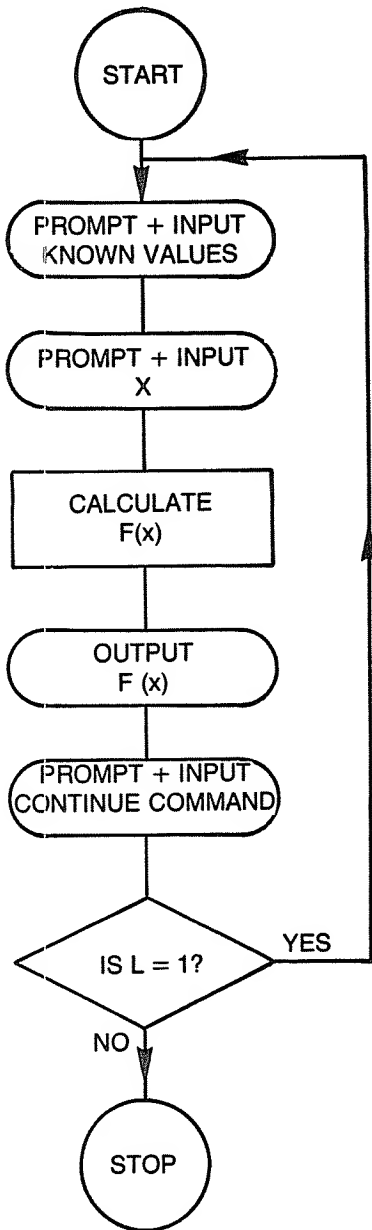 START
PROMPT + INPUT
KNOWN VALUES
PROMPT + INPUT
X
CALCULATE
F(x)
OUTPUT
F (x)
PROMPT + INPUT
CONTINUE COMMAND
IS L = 1?
YES
NO
STOP